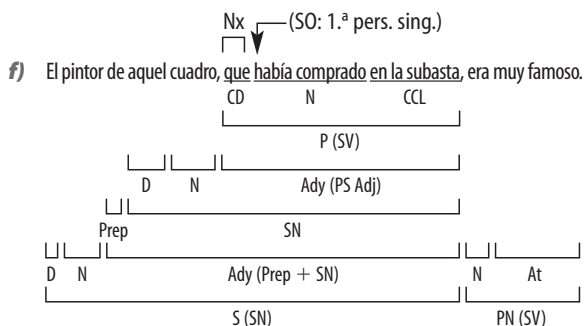 Nx (SO: 1.ª pers. sing.)
f) El pintor de aquel cuadro, que había comprado en la subasta, era muy famoso.
CD N CCL
P (SV)
D N Ady (PS Adj)
Prep SN
D N Ady (Prep + SN) N At
S (SN) PN (SV)